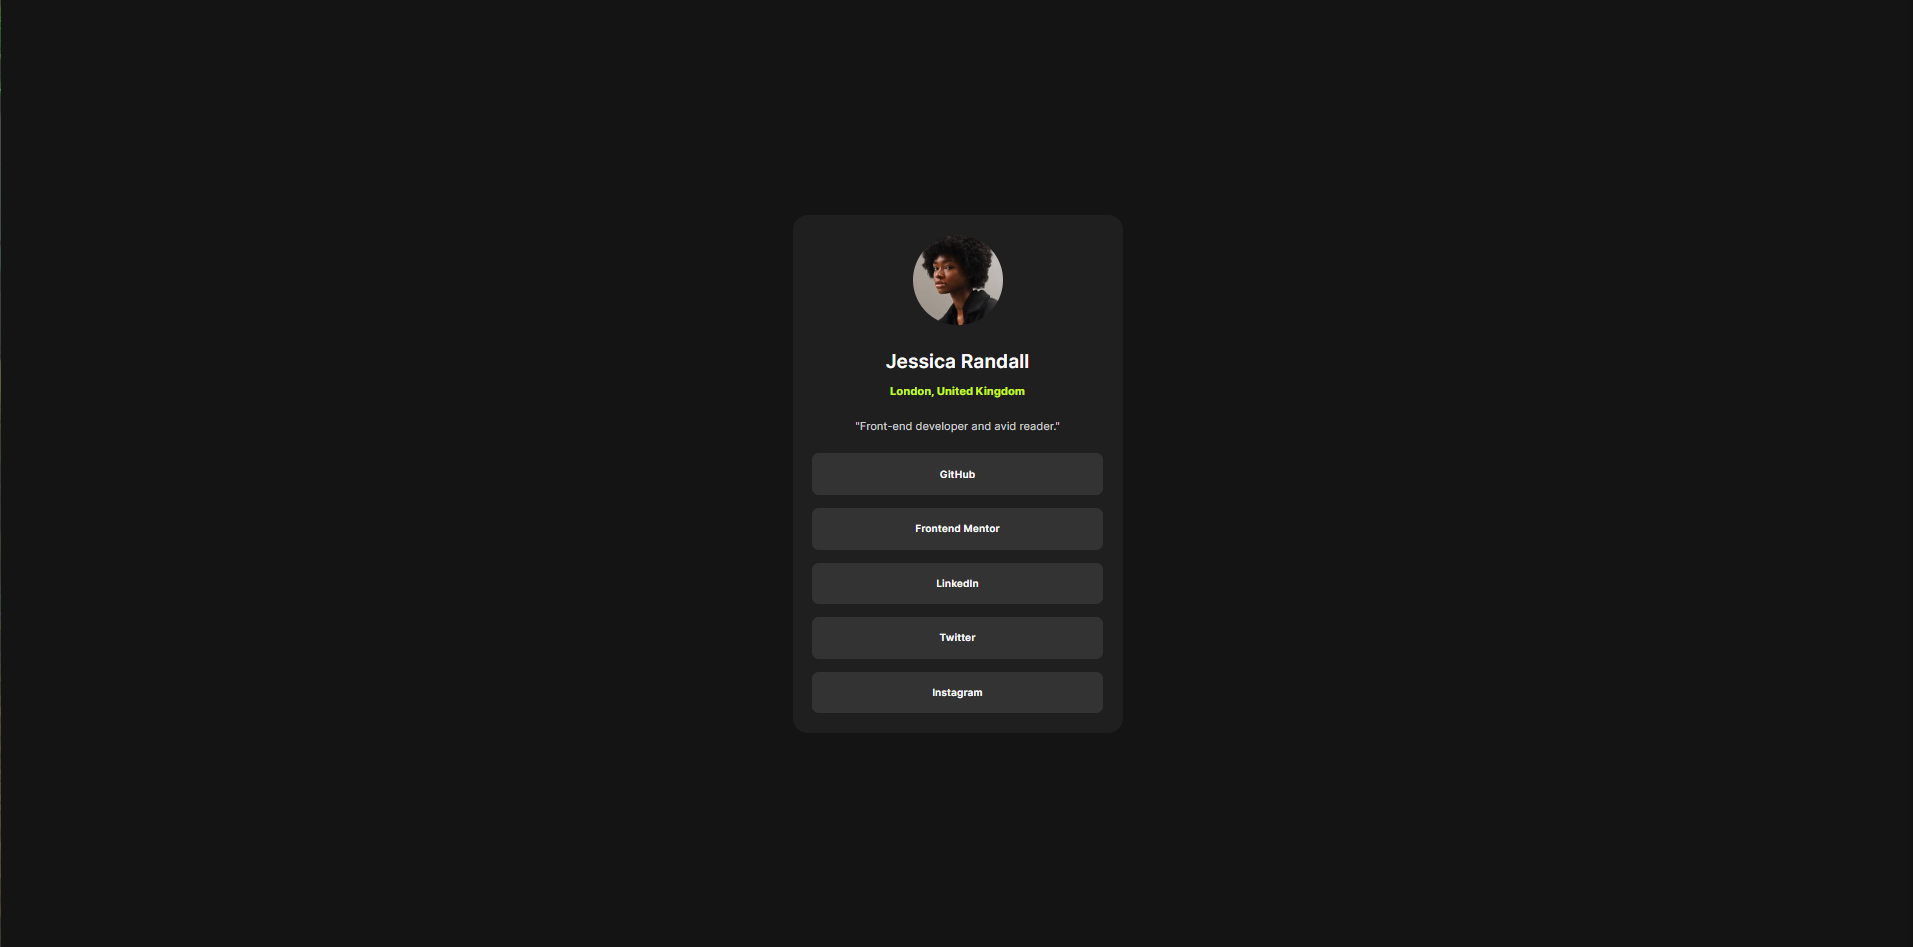 Jessica Randall
London, United Kingdom
"Front-end developer and avid reader."
GitHub
Frontend Mentor
LinkedIn
Twitter
Instagram